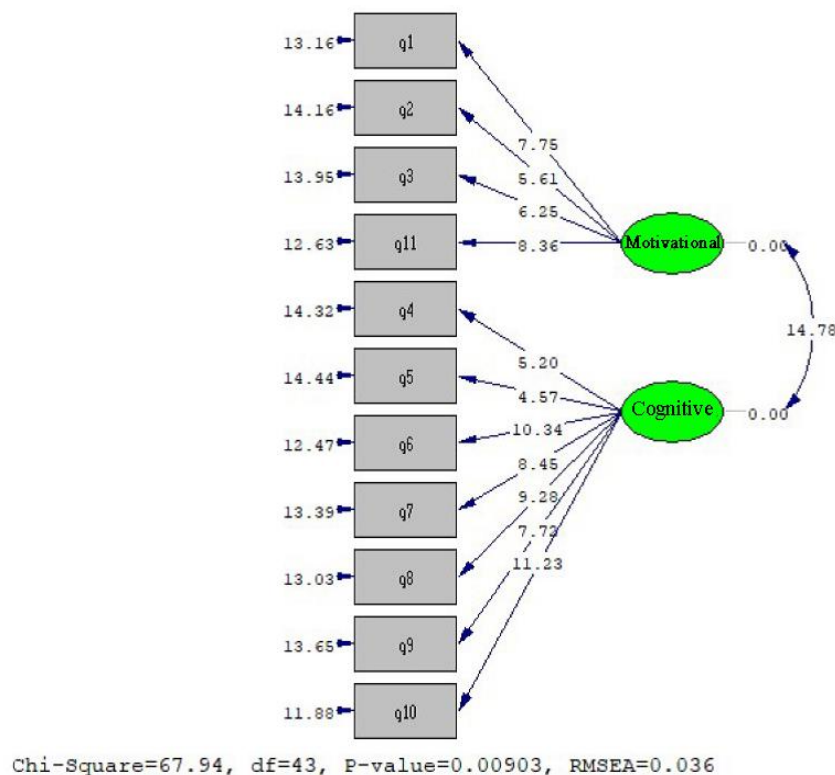 13.16 q1
14.16 q2
7.75
5.61
13.95 q3
6.25
12.63 q11 8.36 Motivational 0.00
14.32 q4
14.78
5.20
14.44 q5
4.57
Cognitive 0.00
12.47 q6 10.34
8.45
13.39 q7
9.28
7.72
13.03 q8
11.23
13.65 q9
11.88 q10
Chi-Square=67.94, df=43, P-value=0.00903, RMSEA=0.036